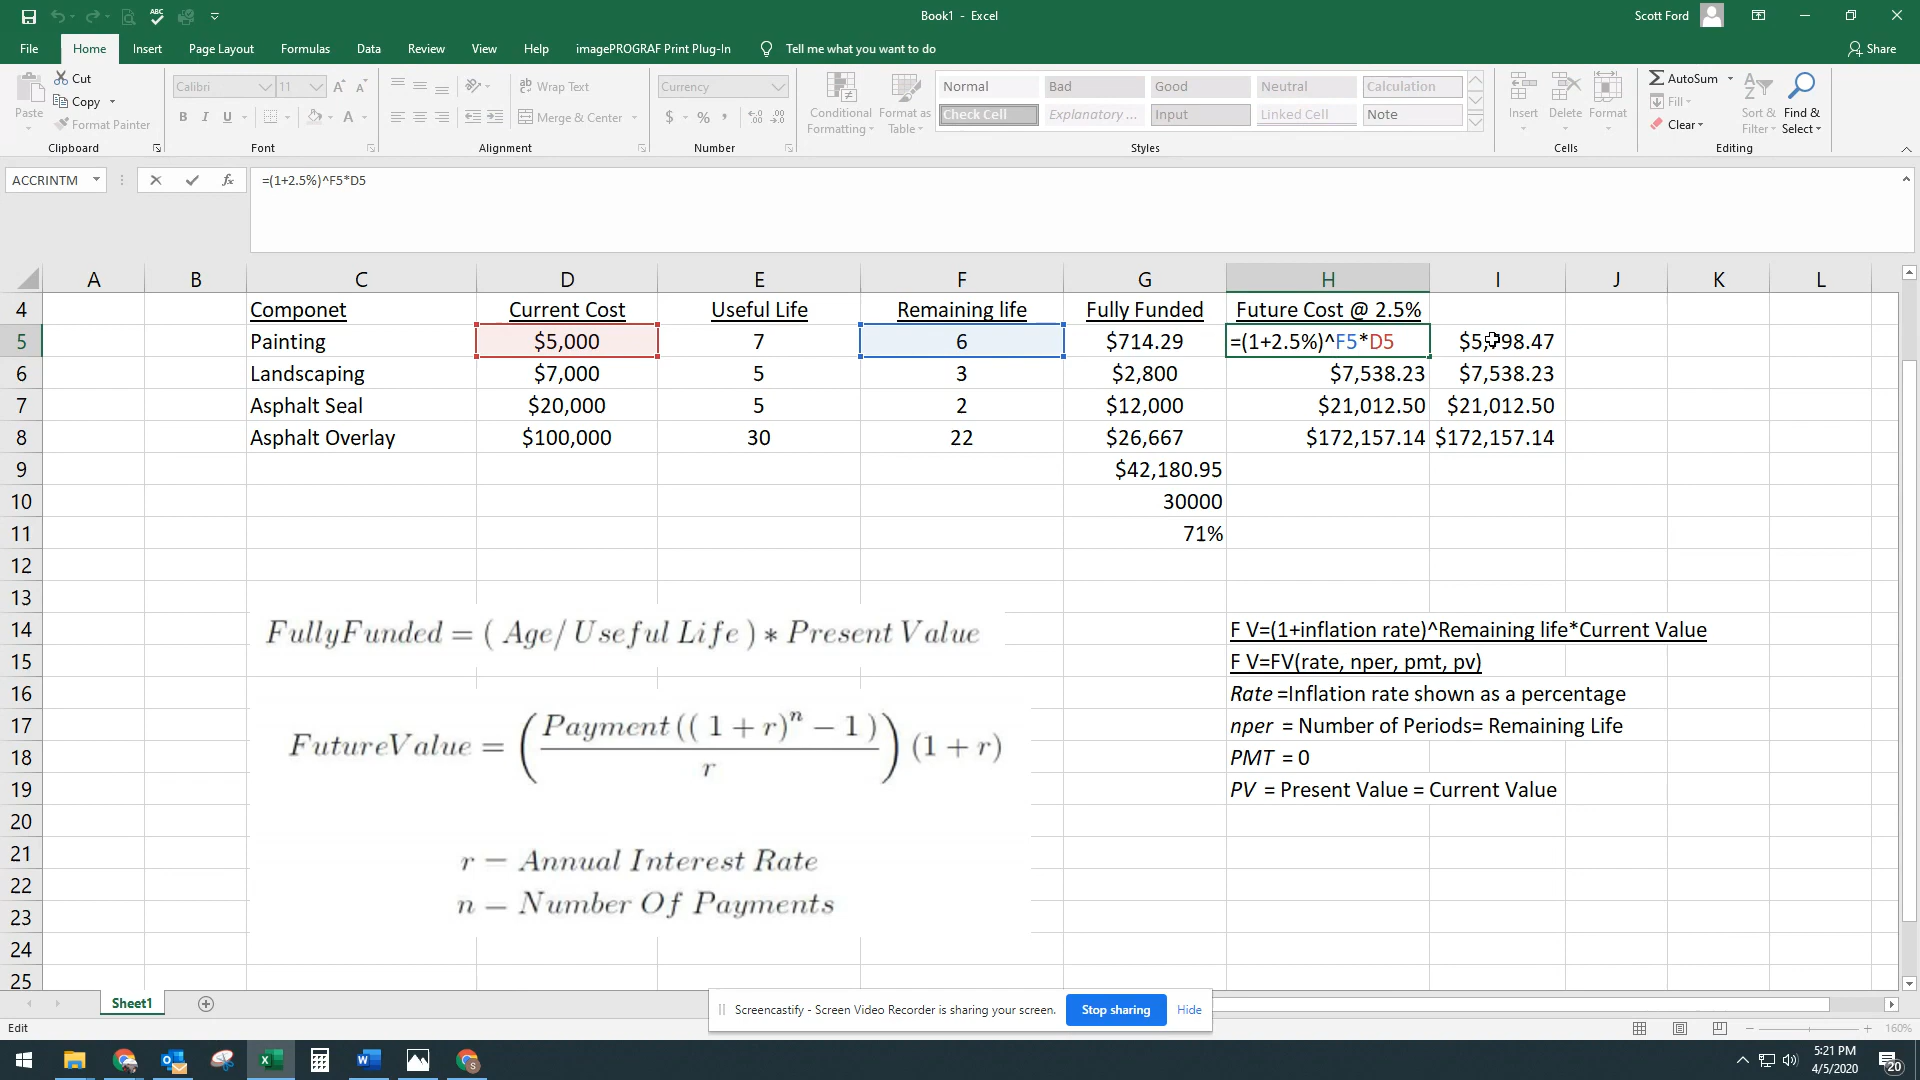 Book1 - Excel
Scott Ford
File Home Insert Page Layout Formulas Data Review View Help imagePROGRAF Print Plug-In Tell me what you want to do Share
Paste
Cut
Copy
Format Painter
Clipboard
Calibri 11
B I U
Font
Wrap Text
Merge & Center
Alignment
Currency
$ % ,
Number
Conditional Formatting
Format as Table
Normal Bad Good Neutral Calculation
Check Cell Explanatory ... Input Linked Cell Note
Styles
Insert Delete Format
Cells
AutoSum
Fill
Clear
Sort & Filter
Find & Select
Editing
ACCRINTM
fx
=(1+2.5%)^F5*D5
A B C D E F G H I J K L
4 Componet Current Cost Useful Life Remaining life Fully Funded Future Cost @ 2.5%
5 Painting $5,000 7 6 $714.29 =(1+2.5%)^F5*D5 $5,798.47
6 Landscaping $7,000 5 3 $2,800 $7,538.23 $7,538.23
7 Asphalt Seal $20,000 5 2 $12,000 $21,012.50 $21,012.50
8 Asphalt Overlay $100,000 30 22 $26,667 $172,157.14 $172,157.14
9 $42,180.95
10 30000
11 71%
12
13
14 FullyFunded = ( Age/ Useful Life ) * Present Value F V=(1+inflation rate)^Remaining life*Current Value
15 F V=FV(rate, nper, pmt, pv)
16 Rate =Inflation rate shown as a percentage
17 FutureValue = ( Payment (( 1 + r)^n − 1 ) / r ) (1 + r) nper = Number of Periods= Remaining Life
18 PMT = 0
19 PV = Present Value = Current Value
20
21 r = Annual Interest Rate
22
23 n = Number Of Payments
24
25
Sheet1
Screencastify - Screen Video Recorder is sharing your screen. Stop sharing Hide
Edit
160%
5:21 PM
4/5/2020
20